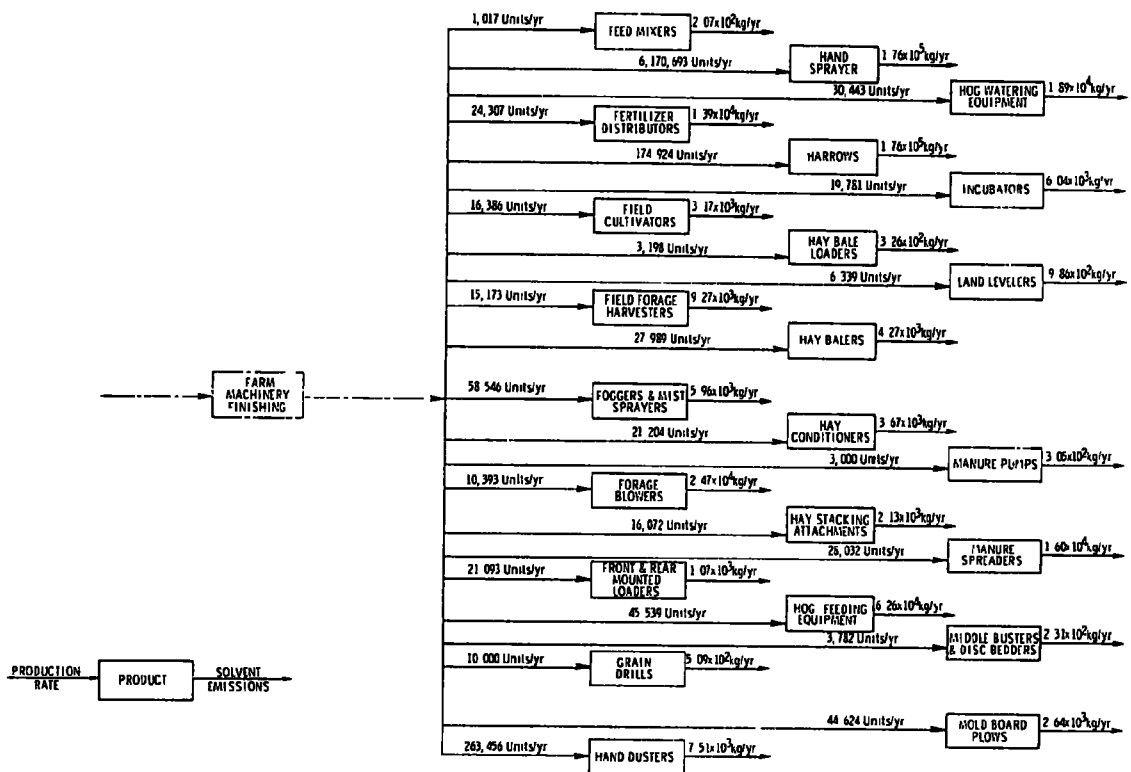 1,017 Units/yr
FEED MIXERS
2 07x10²kg/yr
6,170,693 Units/yr
HAND
SPRAYER
1 76x10⁵kg/yr
30,443 Units/yr
HOG WATERING
EQUIPMENT
1 89x10⁴kg/yr
24,307 Units/yr
FERTILIZER
DISTRIBUTORS
1 39x10⁴kg/yr
174 924 Units/yr
HARROWS
1 76x10⁵kg/yr
19,781 Units/yr
INCUBATORS
6 04x10³kg/yr
16,386 Units/yr
FIELD
CULTIVATORS
3 17x10³kg/yr
3,198 Units/yr
HAY BALE
LOADERS
3 26x10²kg/yr
6 339 Units/yr
LAND LEVELERS
9 86x10²kg/yr
15,173 Units/yr
FIELD FORAGE
HARVESTERS
9 27x10³kg/yr
27 989 Units/yr
HAY BALERS
4 27x10³kg/yr
FARM
MACHINERY
FINISHING
58 546 Units/yr
FOGGERS & MIST
SPRAYERS
5 96x10³kg/yr
21 204 Units/yr
HAY
CONDITIONERS
3 67x10³kg/yr
3,000 Units/yr
MANURE PUMPS
3 05x10²kg/yr
10,393 Units/yr
FORAGE
BLOWERS
2 47x10⁴kg/yr
16,072 Units/yr
HAY STACKING
ATTACHMENTS
2 13x10³kg/yr
26,032 Units/yr
MANURE
SPREADERS
1 60x10⁴kg/yr
21 093 Units/yr
FRONT & REAR
MOUNTED
LOADERS
1 07x10³kg/yr
45 539 Units/yr
HOG FEEDING
EQUIPMENT
6 26x10⁴kg/yr
3,782 Units/yr
MIDDLE BUSTERS
& DISC BEDDERS
2 31x10²kg/yr
10 000 Units/yr
GRAIN
DRILLS
5 09x10²kg/yr
PRODUCTION
RATE
PRODUCT
SOLVENT
EMISSIONS
44 624 Units/yr
MOLD BOARD
PLOWS
2 64x10³kg/yr
263,456 Units/yr
HAND DUSTERS
7 51x10³kg/yr